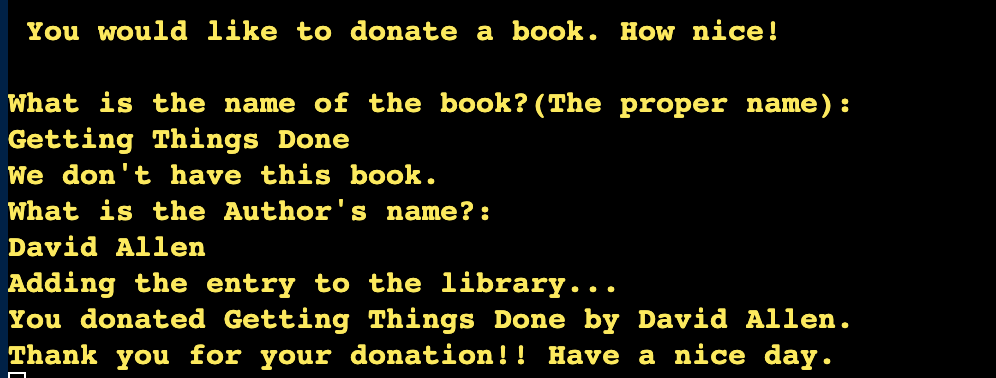 You would like to donate a book. How nice!
What is the name of the book?(The proper name):
Getting Things Done
We don't have this book.
What is the Author's name?:
David Allen
Adding the entry to the library...
You donated Getting Things Done by David Allen.
Thank you for your donation!! Have a nice day.